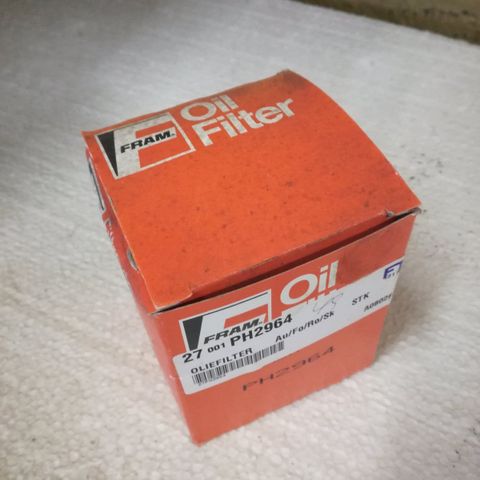 FRAM.
Oil
Filter
FRAM.
Oil
27 001 PH2964
OLIEFILTER Au/Fo/Ro/Sk STK
PH2964